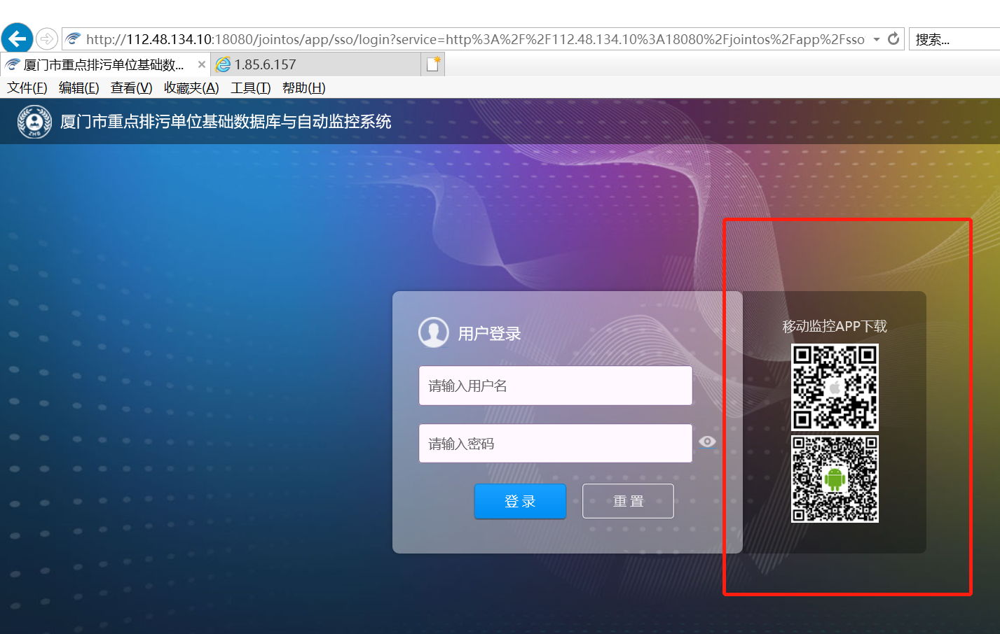 http://112.48.134.10:18080/jointos/app/sso/login?service=http%3A%2F%2F112.48.134.10%3A18080%2Fjointos%2Fapp%2Fsso
搜索...
厦门市重点排污单位基础数...
1.85.6.157
文件(F) 编辑(E) 查看(V) 收藏夹(A) 工具(T) 帮助(H)
ZHB
厦门市重点排污单位基础数据库与自动监控系统
用户登录
请输入用户名
请输入密码
登 录
重 置
移动监控APP下载